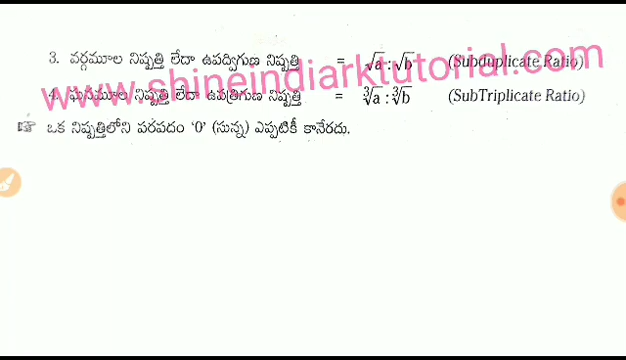 3. వర్గమూల నిష్పత్తి లేదా ఉపద్విగుణ నిష్పత్తి = √a : √b (Subduplicate Ratio)
www.shineindiarktutorial.com
4. ఘనమూల నిష్పత్తి లేదా ఉపత్రిగుణ నిష్పత్తి = ∛a : ∛b (SubTriplicate Ratio)
☞ ఒక నిష్పత్తిలోని పరపదం '0' (సున్న) ఎప్పటికీ కానేరదు.